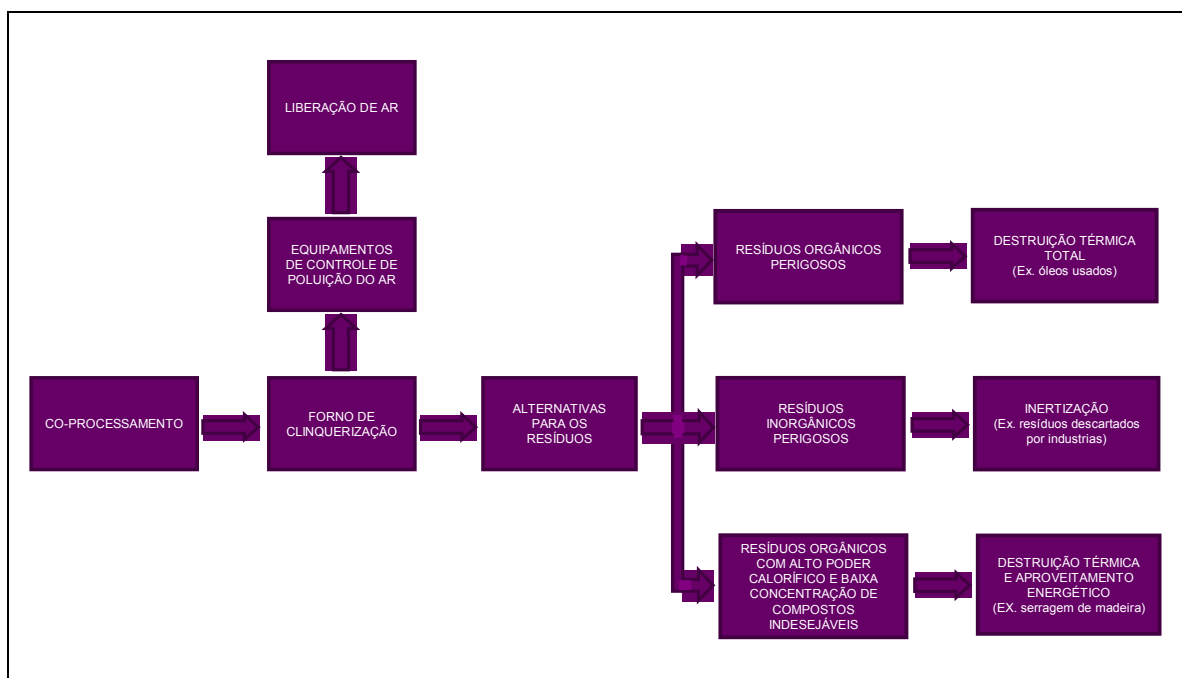 LIBERAÇÃO DE AR
EQUIPAMENTOS
DE CONTROLE DE
POLUIÇÃO DO AR
CO-PROCESSAMENTO
FORNO DE
CLINQUERIZAÇÃO
ALTERNATIVAS
PARA OS
RESÍDUOS
RESÍDUOS ORGÂNICOS
PERIGOSOS
DESTRUIÇÃO TÉRMICA
TOTAL
(Ex. óleos usados)
RESÍDUOS
INORGÂNICOS
PERIGOSOS
INERTIZAÇÃO
(Ex. resíduos descartados
por industrias)
RESÍDUOS ORGÂNICOS
COM ALTO PODER
CALORÍFICO E BAIXA
CONCENTRAÇÃO DE
COMPOSTOS
INDESEJÁVEIS
DESTRUIÇÃO TÉRMICA
E APROVEITAMENTO
ENERGÉTICO
(EX. serragem de madeira)